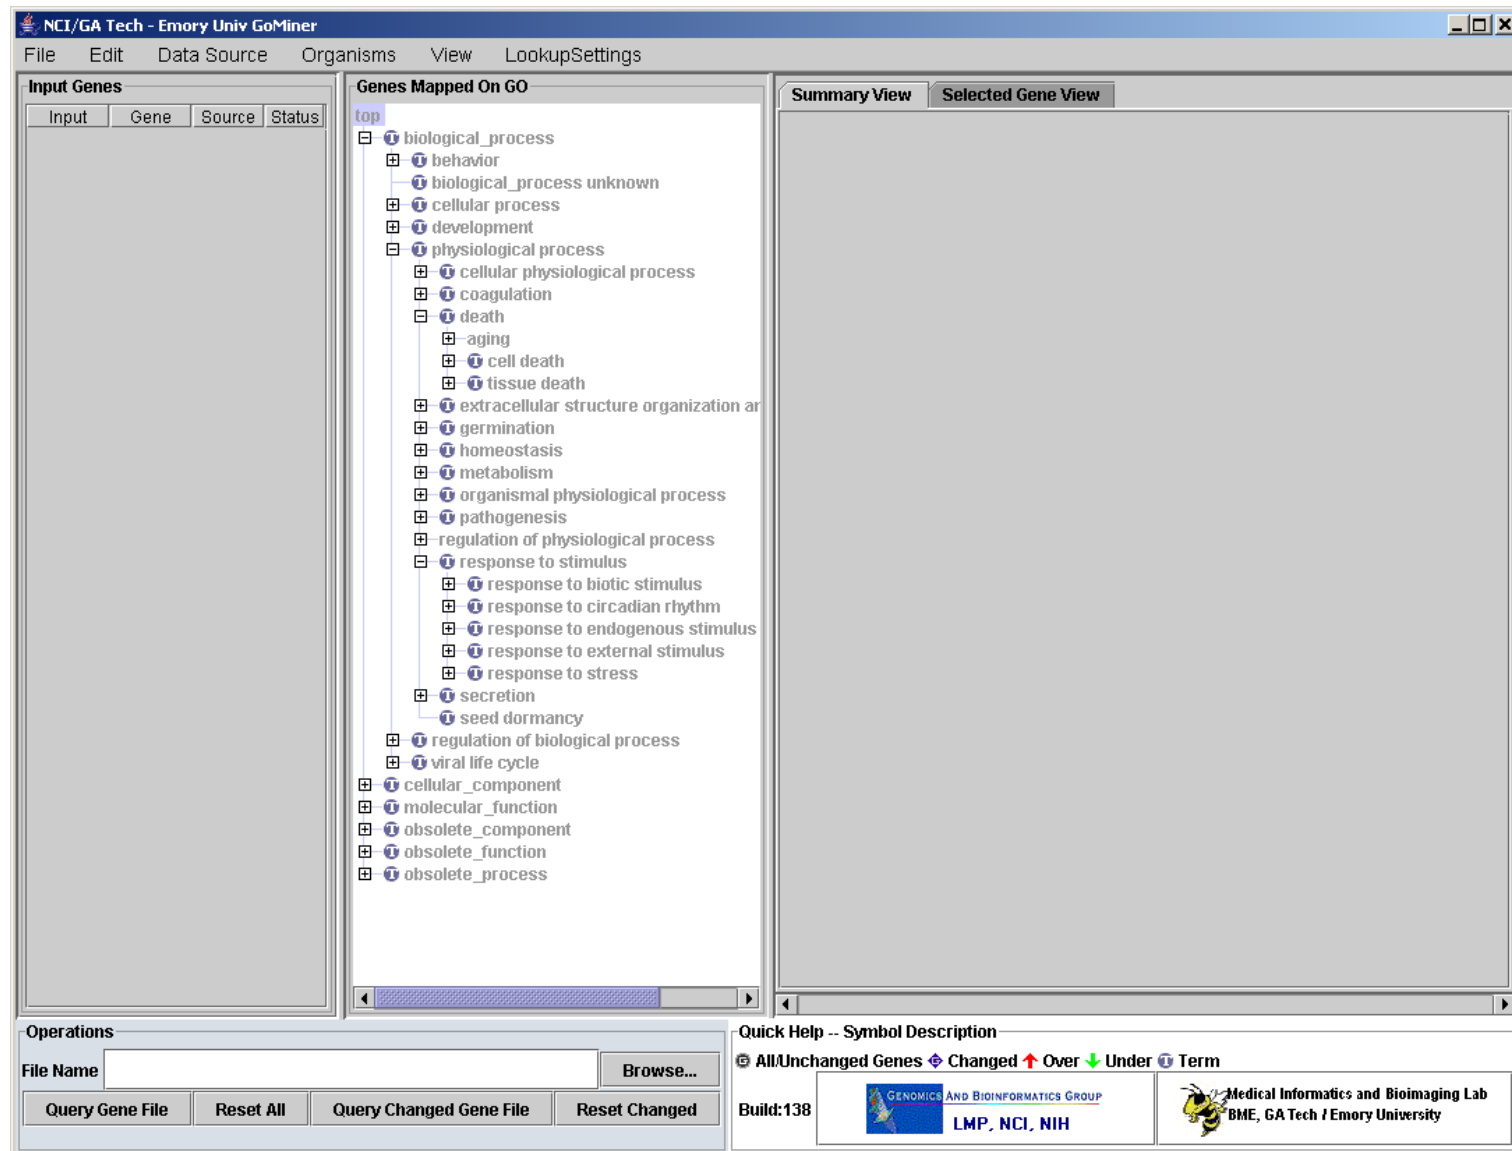 NCI/GA Tech - Emory Univ GoMiner
File Edit Data Source Organisms View LookupSettings
Input Genes
Input Gene Source Status
Genes Mapped On GO
top
biological_process
behavior
biological_process unknown
cellular process
development
physiological process
cellular physiological process
coagulation
death
aging
cell death
tissue death
extracellular structure organization ar
germination
homeostasis
metabolism
organismal physiological process
pathogenesis
regulation of physiological process
response to stimulus
response to biotic stimulus
response to circadian rhythm
response to endogenous stimulus
response to external stimulus
response to stress
secretion
seed dormancy
regulation of biological process
viral life cycle
cellular_component
molecular_function
obsolete_component
obsolete_function
obsolete_process
Summary View Selected Gene View
Operations
File Name Browse...
Query Gene File Reset All Query Changed Gene File Reset Changed
Quick Help -- Symbol Description
G All/Unchanged Genes G Changed Over Under T Term
Build:138
GENOMICS AND BIOINFORMATICS GROUP
LMP, NCI, NIH
Medical Informatics and Bioimaging Lab
BME, GA Tech / Emory University